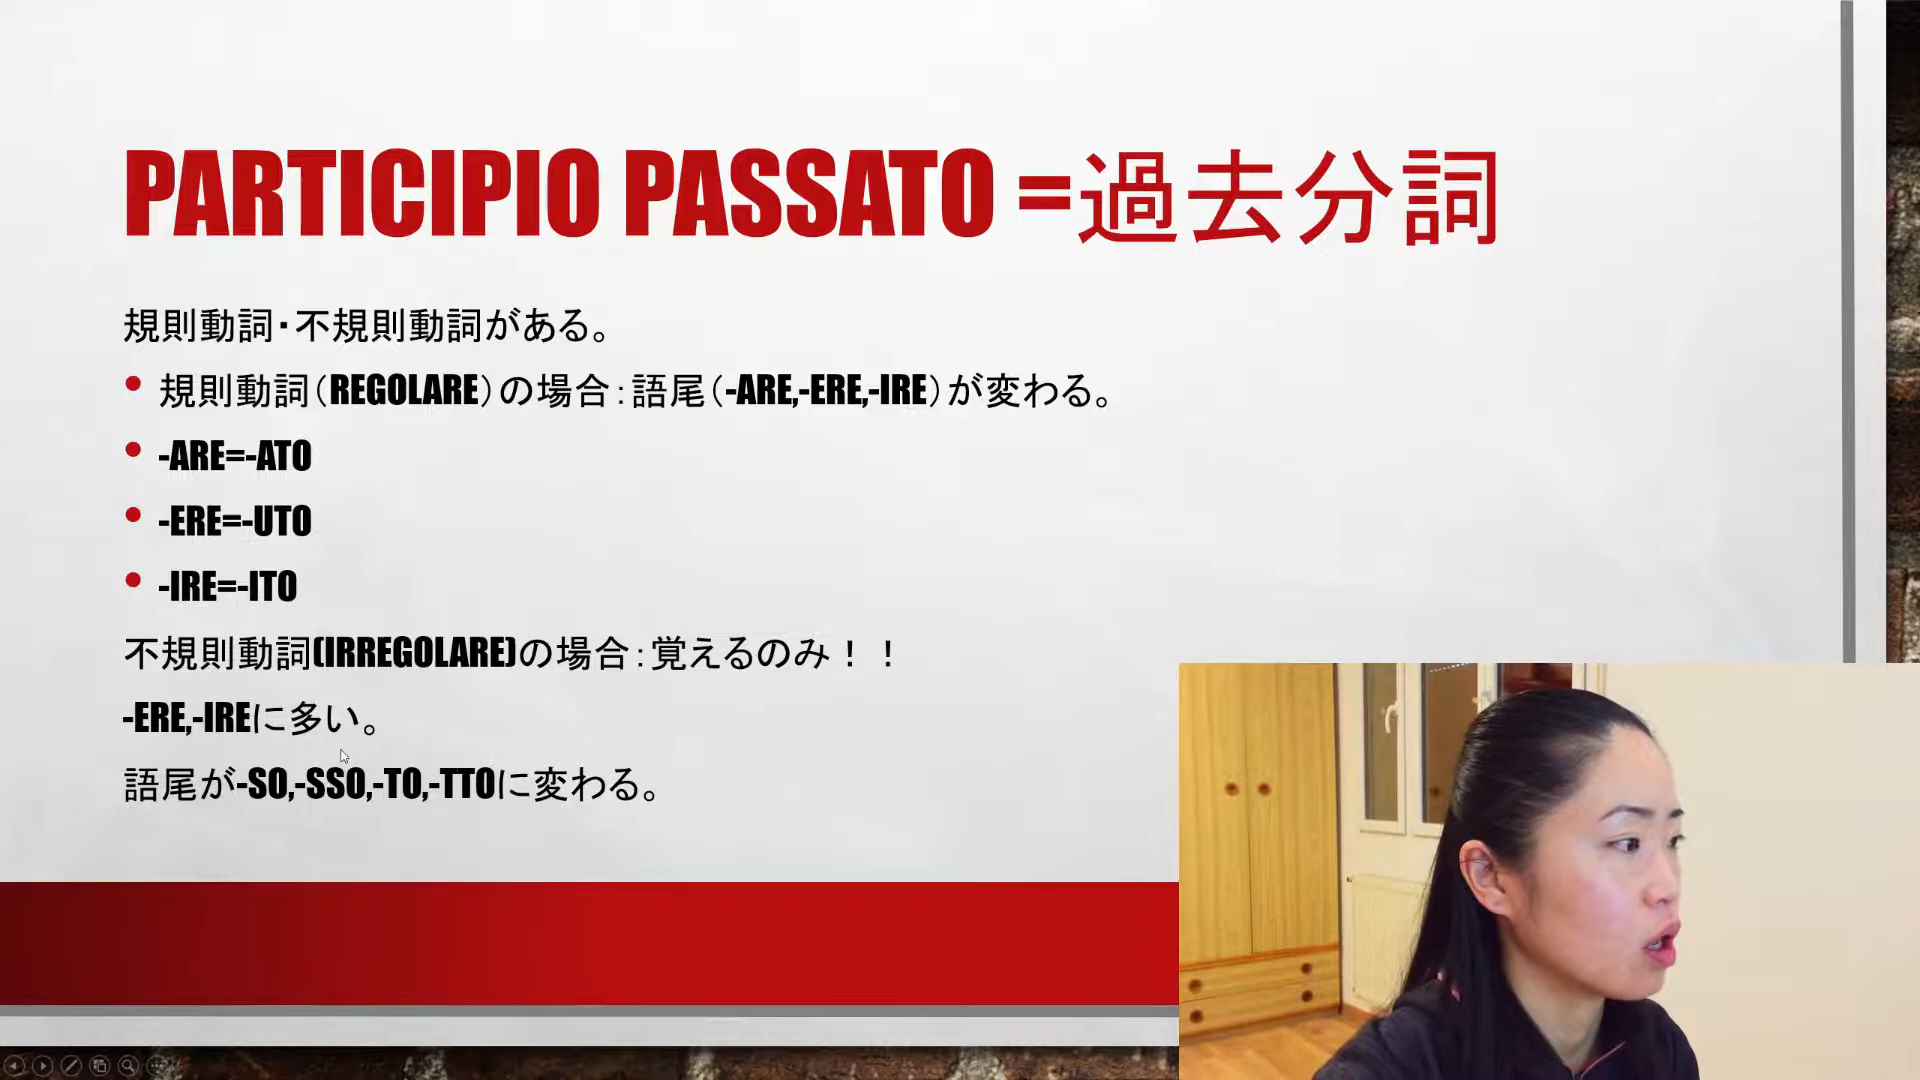 PARTICIPIO PASSATO =過去分詞
規則動詞・不規則動詞がある。
規則動詞（REGOLARE）の場合：語尾（-ARE,-ERE,-IRE）が変わる。
-ARE=-ATO
-ERE=-UTO
-IRE=-ITO
不規則動詞(IRREGOLARE)の場合：覚えるのみ！！
-ERE,-IREに多い。
語尾が-SO,-SSO,-TO,-TTOに変わる。